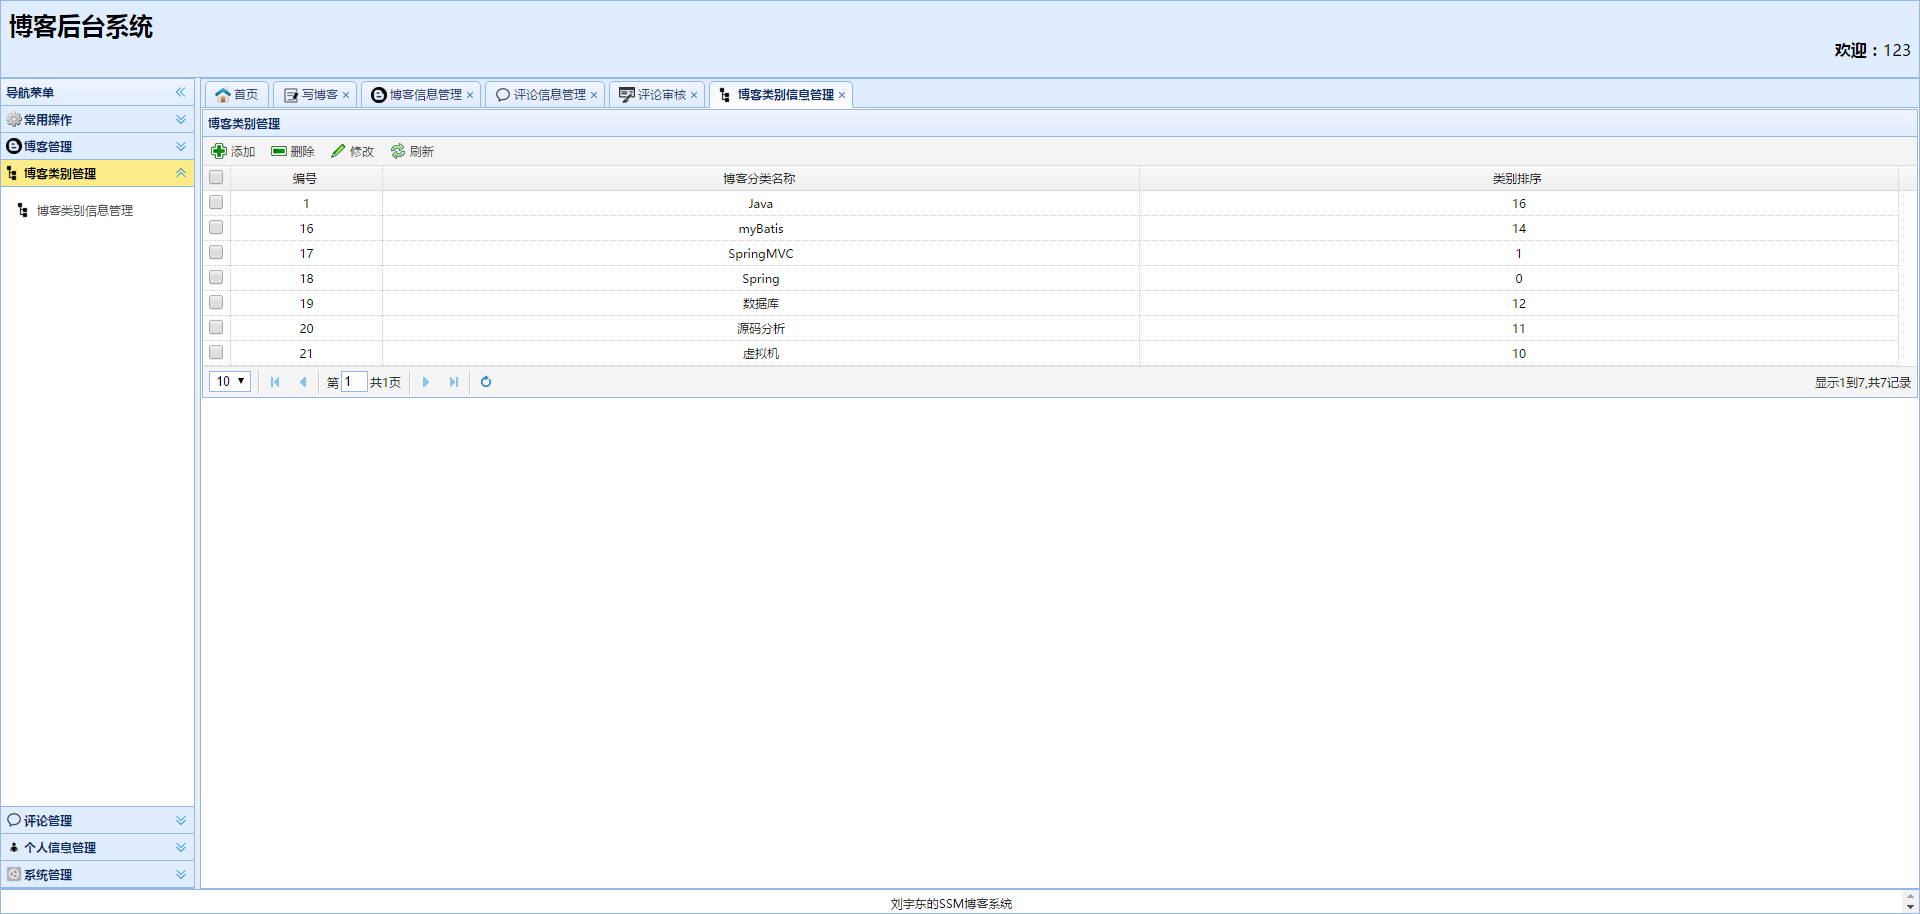 博客后台系统
欢迎：123
导航菜单
常用操作
博客管理
博客类别管理
博客类别信息管理
评论管理
个人信息管理
系统管理
首页 写博客 博客信息管理 评论信息管理 评论审核 博客类别信息管理
博客类别管理
添加 删除 修改 刷新
编号 博客分类名称 类别排序
1 Java 16
16 myBatis 14
17 SpringMVC 1
18 Spring 0
19 数据库 12
20 源码分析 11
21 虚拟机 10
10 第 1 共1页 显示1到7,共7记录
刘宇东的SSM博客系统